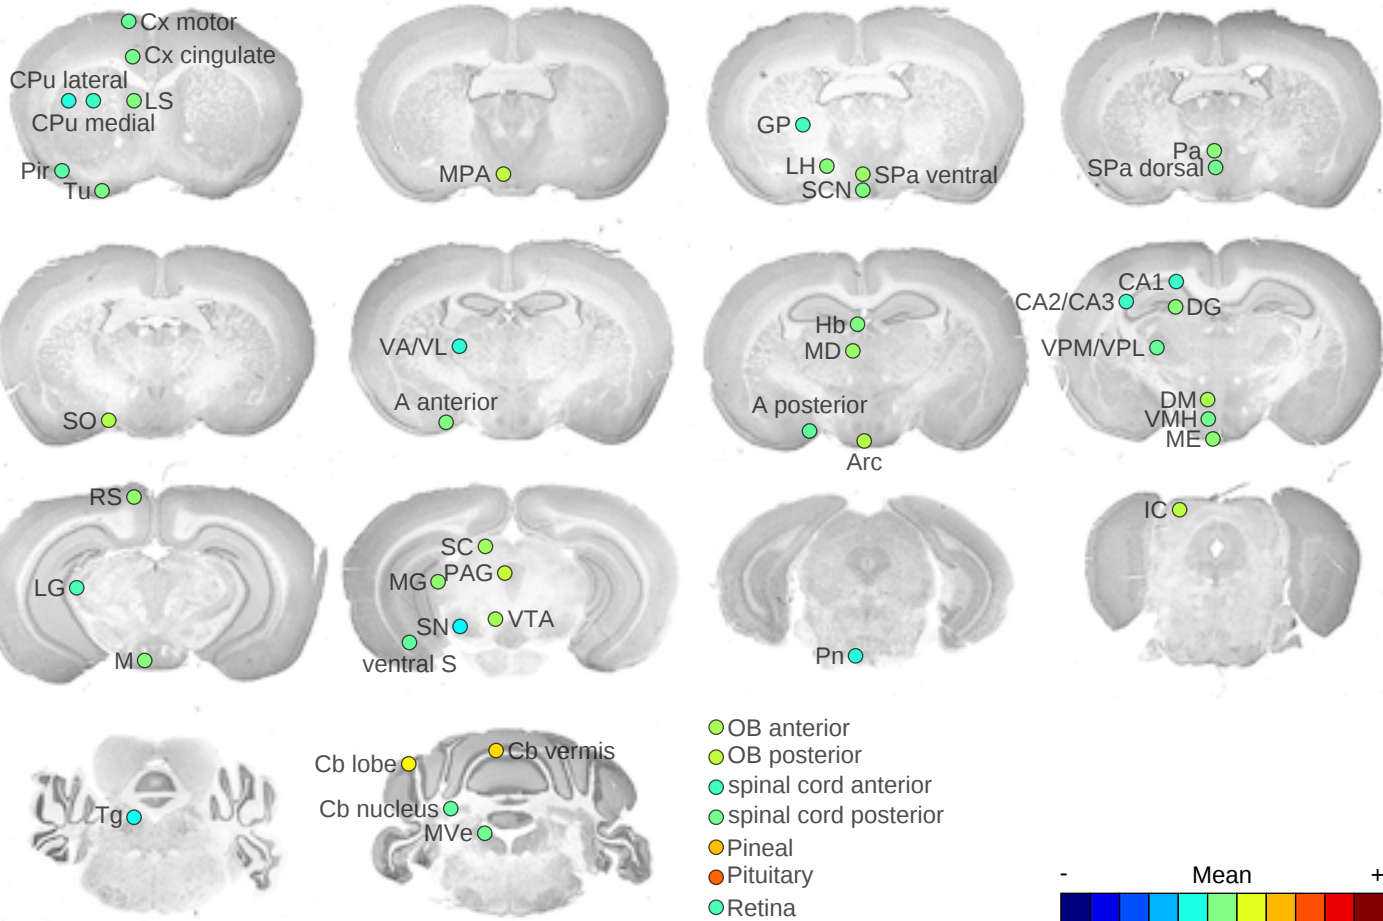 Cx motor
Cx cingulate
CPu lateral
LS
CPu medial
Pir
Tu
MPA
GP
LH
SPa ventral
SCN
Pa
SPa dorsal
SO
VA/VL
A anterior
Hb
MD
A posterior
Arc
CA1
CA2/CA3
DG
VPM/VPL
DM
VMH
ME
RS
LG
M
SC
MG
PAG
SN
VTA
ventral S
Pn
IC
Tg
Cb lobe
Cb vermis
Cb nucleus
MVe
OB anterior
OB posterior
spinal cord anterior
spinal cord posterior
Pineal
Pituitary
Retina
- Mean +